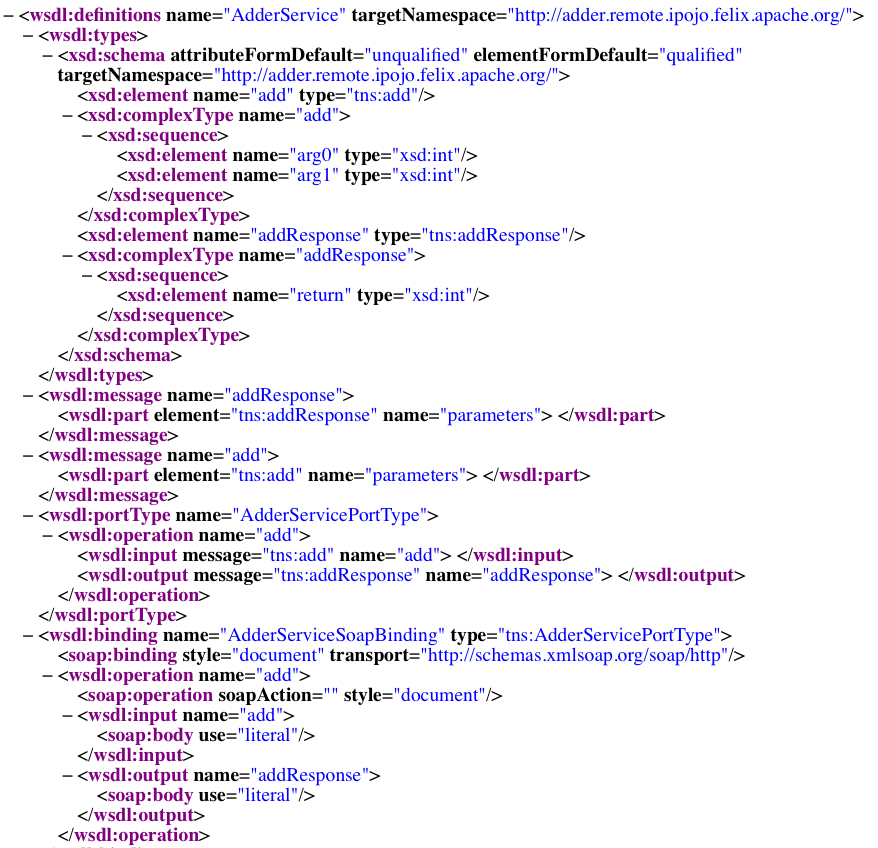 – <wsdl:definitions name="AdderService" targetNamespace="http://adder.remote.ipojo.felix.apache.org/">
– <wsdl:types>
– <xsd:schema attributeFormDefault="unqualified" elementFormDefault="qualified"
targetNamespace="http://adder.remote.ipojo.felix.apache.org/">
<xsd:element name="add" type="tns:add"/>
– <xsd:complexType name="add">
– <xsd:sequence>
<xsd:element name="arg0" type="xsd:int"/>
<xsd:element name="arg1" type="xsd:int"/>
</xsd:sequence>
</xsd:complexType>
<xsd:element name="addResponse" type="tns:addResponse"/>
– <xsd:complexType name="addResponse">
– <xsd:sequence>
<xsd:element name="return" type="xsd:int"/>
</xsd:sequence>
</xsd:complexType>
</xsd:schema>
</wsdl:types>
– <wsdl:message name="addResponse">
<wsdl:part element="tns:addResponse" name="parameters"> </wsdl:part>
</wsdl:message>
– <wsdl:message name="add">
<wsdl:part element="tns:add" name="parameters"> </wsdl:part>
</wsdl:message>
– <wsdl:portType name="AdderServicePortType">
– <wsdl:operation name="add">
<wsdl:input message="tns:add" name="add"> </wsdl:input>
<wsdl:output message="tns:addResponse" name="addResponse"> </wsdl:output>
</wsdl:operation>
</wsdl:portType>
– <wsdl:binding name="AdderServiceSoapBinding" type="tns:AdderServicePortType">
<soap:binding style="document" transport="http://schemas.xmlsoap.org/soap/http"/>
– <wsdl:operation name="add">
<soap:operation soapAction="" style="document"/>
– <wsdl:input name="add">
<soap:body use="literal"/>
</wsdl:input>
– <wsdl:output name="addResponse">
<soap:body use="literal"/>
</wsdl:output>
</wsdl:operation>